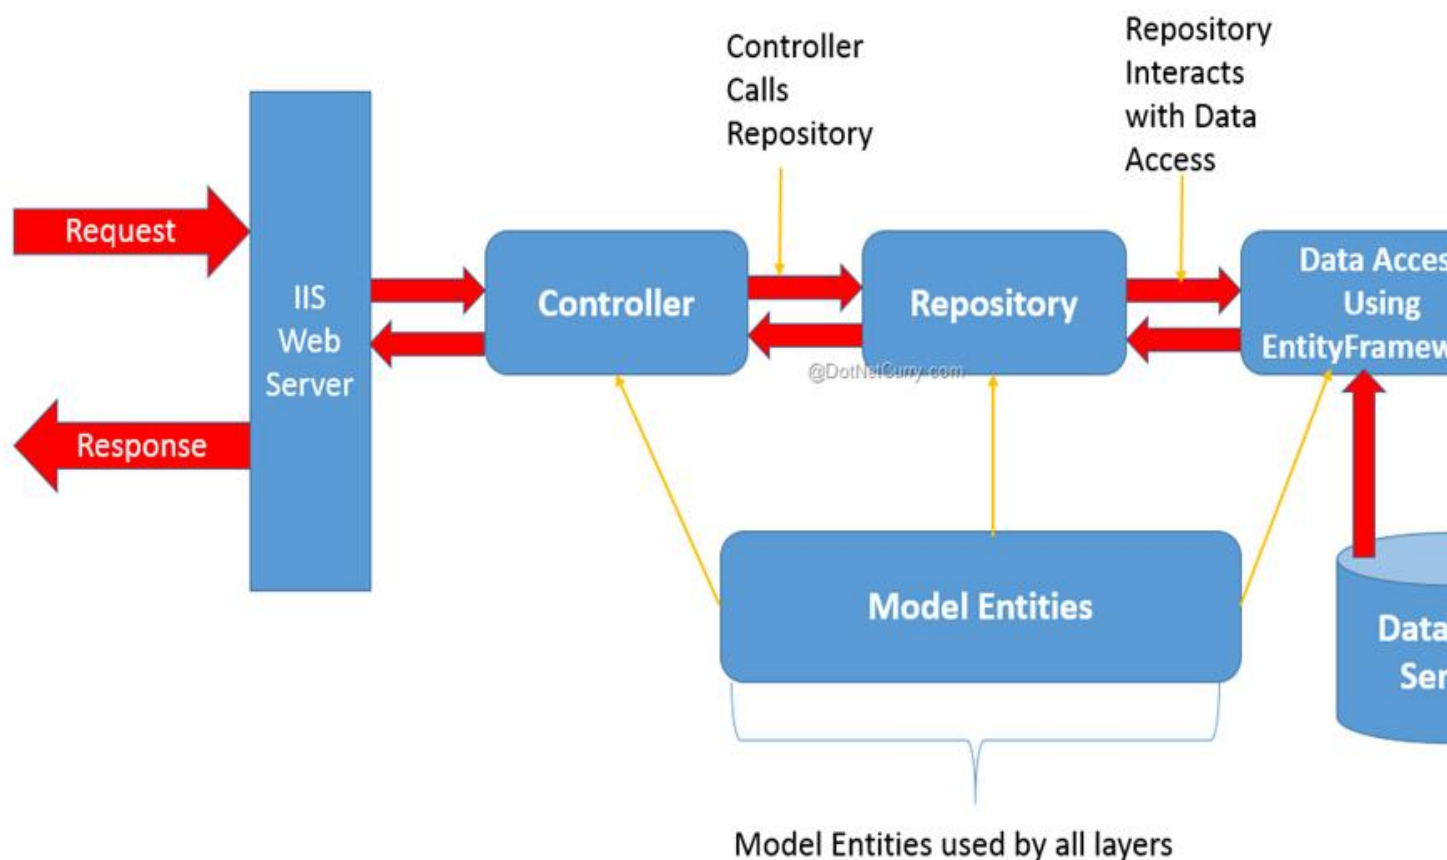 Controller
Calls
Repository
Repository
Interacts
with Data
Access
Request
Response
IIS
Web
Server
Controller
Repository
Data Acces
Using
EntityFramew
@DotNetCurry.com
Model Entities
Data
Ser
Model Entities used by all layers